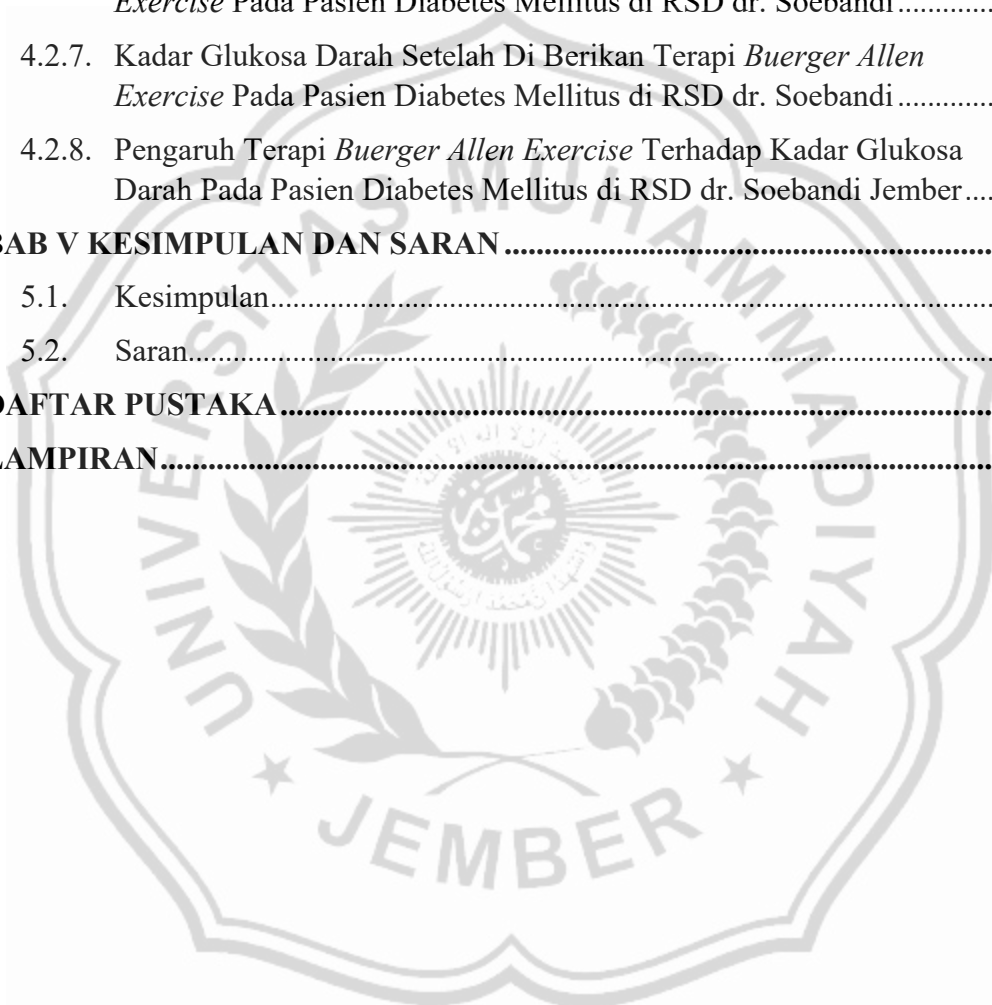 Exercise Pada Pasien Diabetes Mellitus di RSD dr. Soebandi.............
4.2.7. Kadar Glukosa Darah Setelah Di Berikan Terapi Buerger Allen
Exercise Pada Pasien Diabetes Mellitus di RSD dr. Soebandi.............
4.2.8. Pengaruh Terapi Buerger Allen Exercise Terhadap Kadar Glukosa
Darah Pada Pasien Diabetes Mellitus di RSD dr. Soebandi Jember....
BAB V KESIMPULAN DAN SARAN.............................................................
5.1. Kesimpulan.........................................................................................
5.2. Saran...................................................................................................
DAFTAR PUSTAKA.........................................................................................
LAMPIRAN........................................................................................................
UNIVERSITAS MUHAMMADIYAH
JEMBER